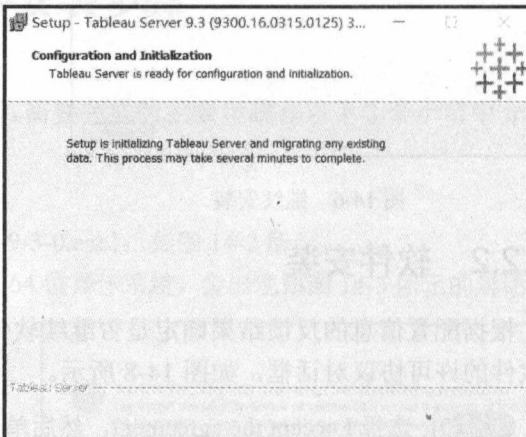 Setup - Tableau Server 9.3 (9300.16.0315.0125) 3...
Configuration and Initialization
Tableau Server is ready for configuration and initialization.
Setup is initializing Tableau Server and migrating any existing
data. This process may take several minutes to complete.
Tableau Server